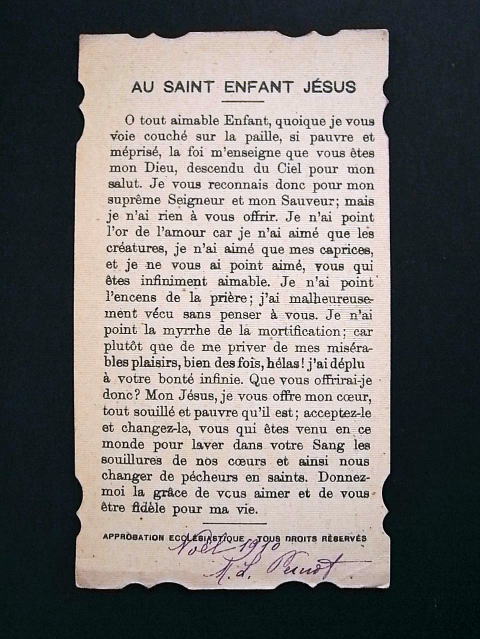 AU SAINT ENFANT JÉSUS
O tout aimable Enfant, quoique je vous
voie couché sur la paille, si pauvre et
méprisé, la foi m'enseigne que vous êtes
mon Dieu, descendu du Ciel pour mon
salut. Je vous reconnais donc pour mon
suprême Seigneur et mon Sauveur; mais
je n'ai rien à vous offrir. Je n'ai point
l'or de l'amour car je n'ai aimé que les
créatures, je n'ai aimé que mes caprices,
et je ne vous ai point aimé, vous qui
êtes infiniment aimable. Je n'ai point
l'encens de la prière; j'ai malheureuse-
ment vécu sans penser à vous. Je n'ai
point la myrrhe de la mortification; car
plutôt que de me priver de mes miséra-
bles plaisirs, bien des fois, hélas! j'ai déplu
à votre bonté infinie. Que vous offrirai-je
donc? Mon Jésus, je vous offre mon cœur,
tout souillé et pauvre qu'il est; acceptez-le
et changez-le, vous qui êtes venu en ce
monde pour laver dans votre Sang les
souillures de nos cœurs et ainsi nous
changer de pécheurs en saints. Donnez-
moi la grâce de vous aimer et de vous
être fidèle pour ma vie.
APPROBATION ECCLÉSIASTIQUE TOUS DROITS RÉSERVÉS
Noël 1910